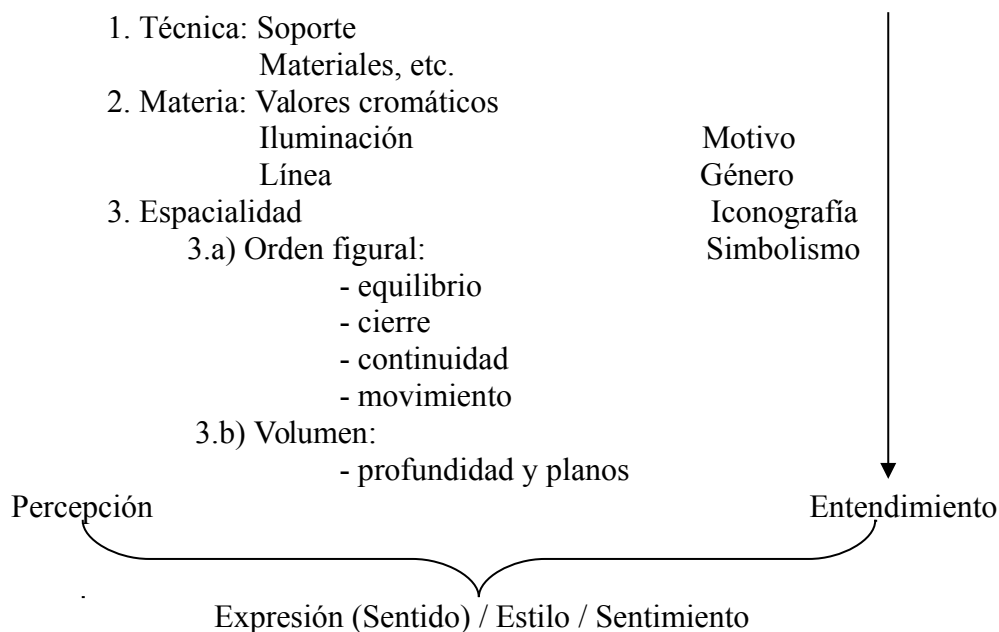 1. Técnica: Soporte
Materiales, etc.
2. Materia: Valores cromáticos
Iluminación Motivo
Línea Género
3. Espacialidad Iconografía
3.a) Orden figural: Simbolismo
- equilibrio
- cierre
- continuidad
- movimiento
3.b) Volumen:
- profundidad y planos
Percepción Entendimiento
.
Expresión (Sentido) / Estilo / Sentimiento